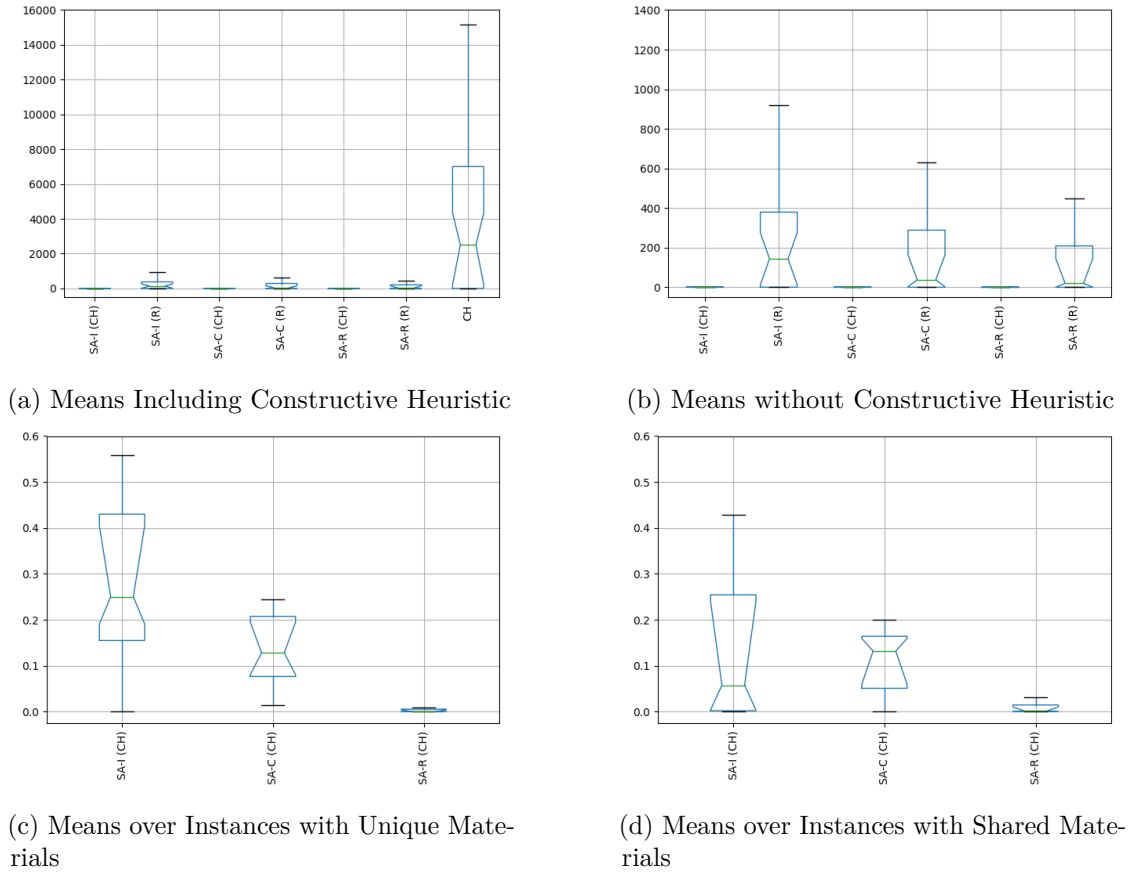 16000
14000
12000
10000
8000
6000
4000
2000
0
SA-I (CH)
SA-I (R)
SA-C (CH)
SA-C (R)
SA-R (CH)
SA-R (R)
CH
(a) Means Including Constructive Heuristic
1400
1200
1000
800
600
400
200
0
SA-I (CH)
SA-I (R)
SA-C (CH)
SA-C (R)
SA-R (CH)
SA-R (R)
(b) Means without Constructive Heuristic
0.6
0.5
0.4
0.3
0.2
0.1
0.0
SA-I (CH)
SA-C (CH)
SA-R (CH)
(c) Means over Instances with Unique Mate-
rials
0.6
0.5
0.4
0.3
0.2
0.1
0.0
SA-I (CH)
SA-C (CH)
SA-R (CH)
(d) Means over Instances with Shared Mate-
rials